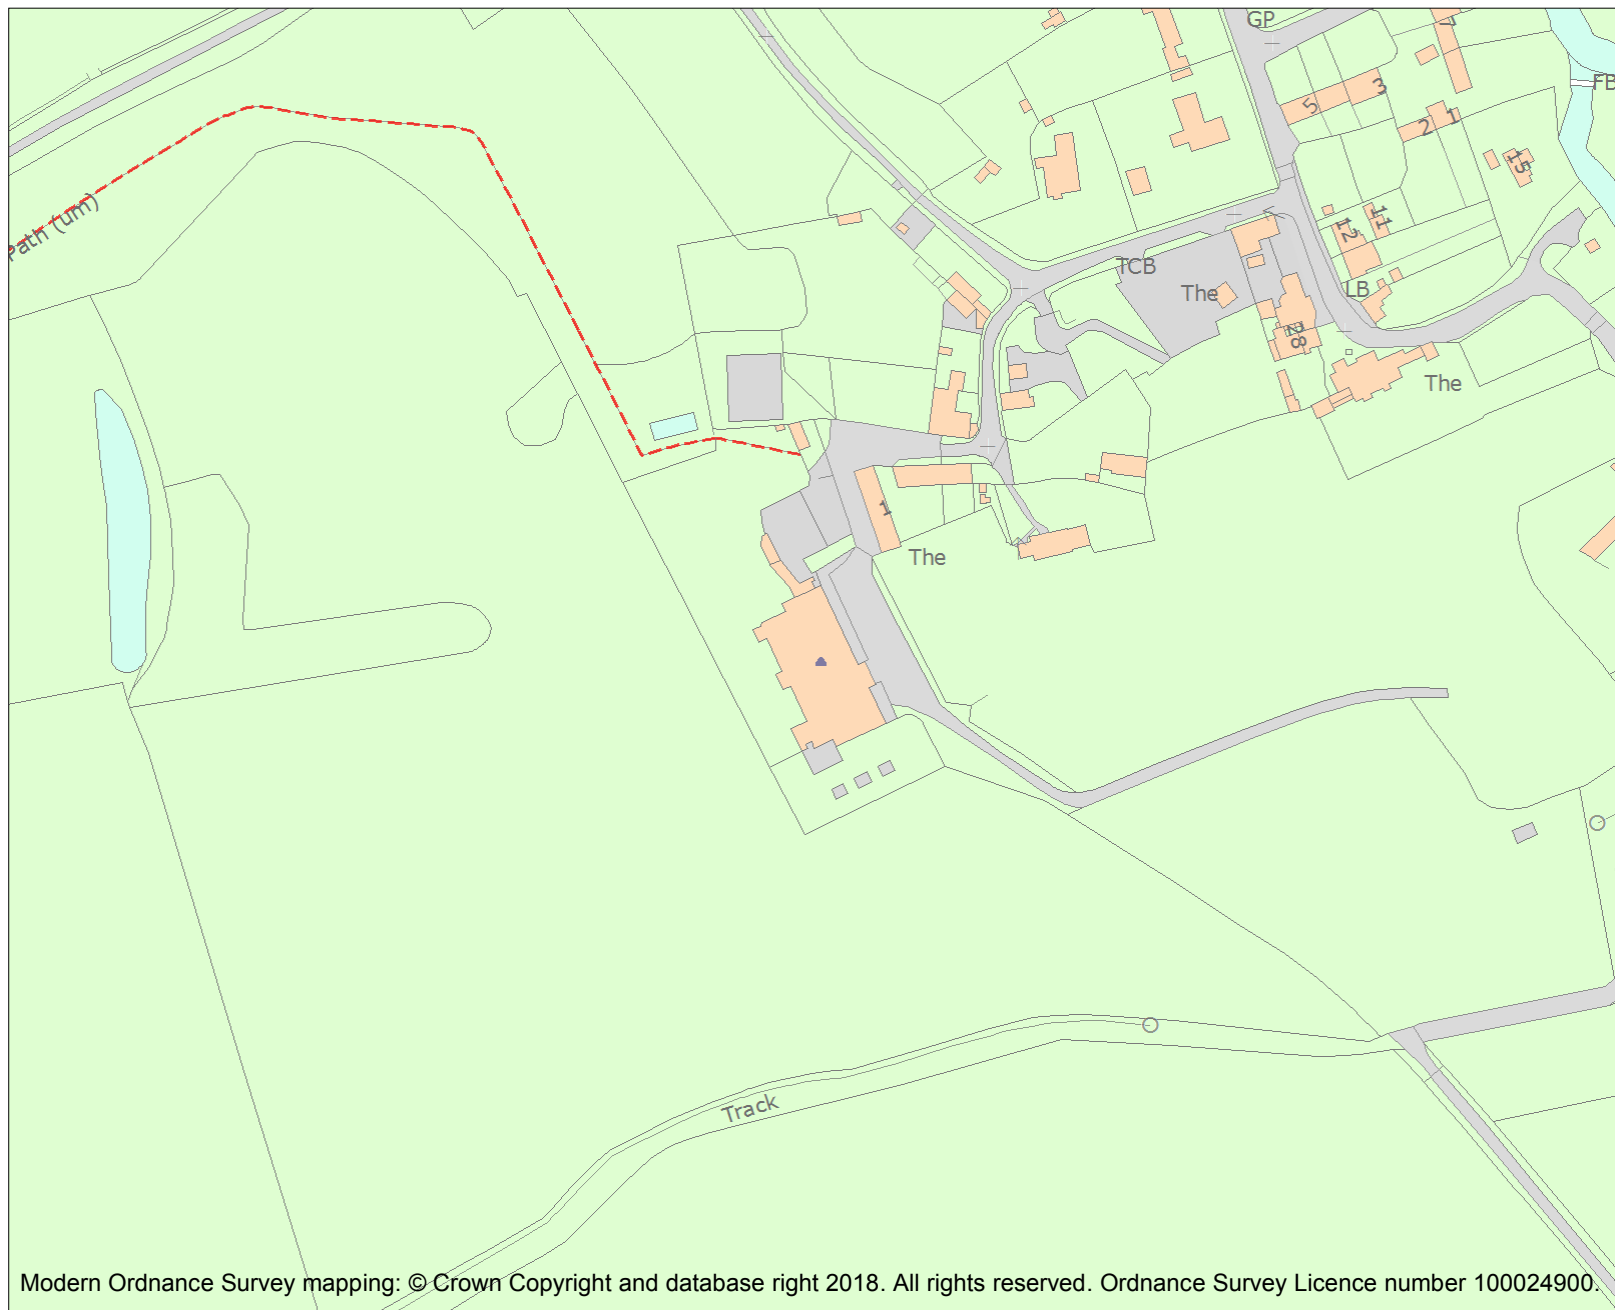 GP
7
FB
5
3
2
1
15
Path (um)
12
11
TCB
The
LB
28
The
1
The
Track
Modern Ordnance Survey mapping: © Crown Copyright and database right 2018. All rights reserved. Ordnance Survey Licence number 100024900.